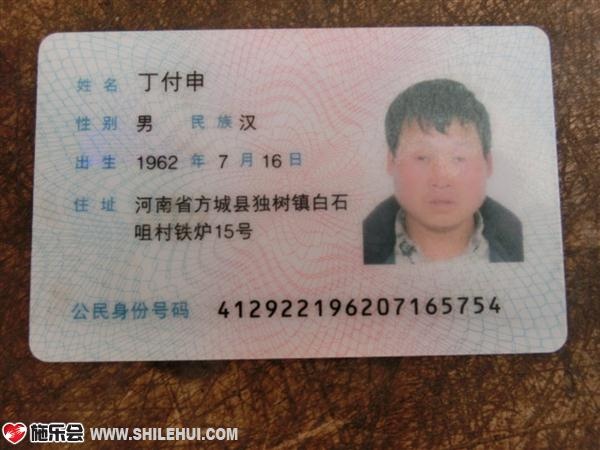 姓名 丁付申
性别 男 民族 汉
出生 1962 年 7 月 16 日
住址 河南省方城县独树镇白石
咀村铁炉15号
公民身份号码 412922196207165754
施乐会 WWW.SHILEHUI.COM